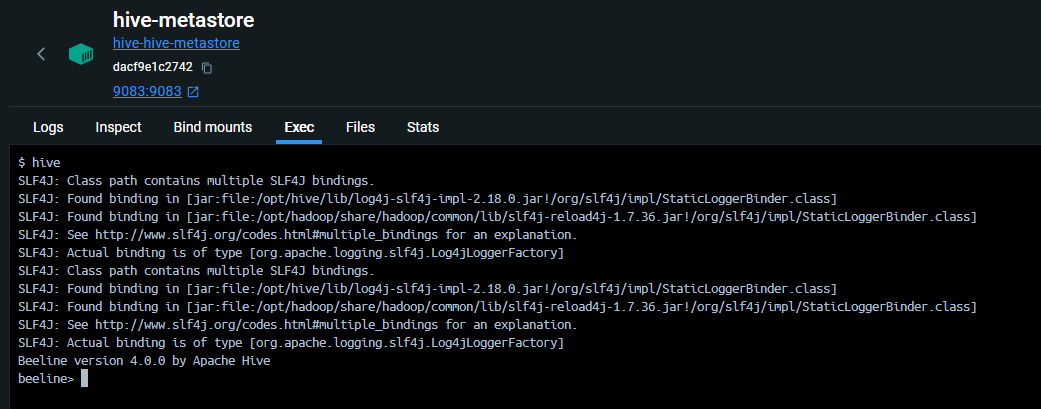 hive-metastore
hive-hive-metastore
dacf9e1c2742
9083:9083
Logs Inspect Bind mounts Exec Files Stats
$ hive
SLF4J: Class path contains multiple SLF4J bindings.
SLF4J: Found binding in [jar:file:/opt/hive/lib/log4j-slf4j-impl-2.18.0.jar!/org/slf4j/impl/StaticLoggerBinder.class]
SLF4J: Found binding in [jar:file:/opt/hadoop/share/hadoop/common/lib/slf4j-reload4j-1.7.36.jar!/org/slf4j/impl/StaticLoggerBinder.class]
SLF4J: See http://www.slf4j.org/codes.html#multiple_bindings for an explanation.
SLF4J: Actual binding is of type [org.apache.logging.slf4j.Log4jLoggerFactory]
SLF4J: Class path contains multiple SLF4J bindings.
SLF4J: Found binding in [jar:file:/opt/hive/lib/log4j-slf4j-impl-2.18.0.jar!/org/slf4j/impl/StaticLoggerBinder.class]
SLF4J: Found binding in [jar:file:/opt/hadoop/share/hadoop/common/lib/slf4j-reload4j-1.7.36.jar!/org/slf4j/impl/StaticLoggerBinder.class]
SLF4J: See http://www.slf4j.org/codes.html#multiple_bindings for an explanation.
SLF4J: Actual binding is of type [org.apache.logging.slf4j.Log4jLoggerFactory]
Beeline version 4.0.0 by Apache Hive
beeline>